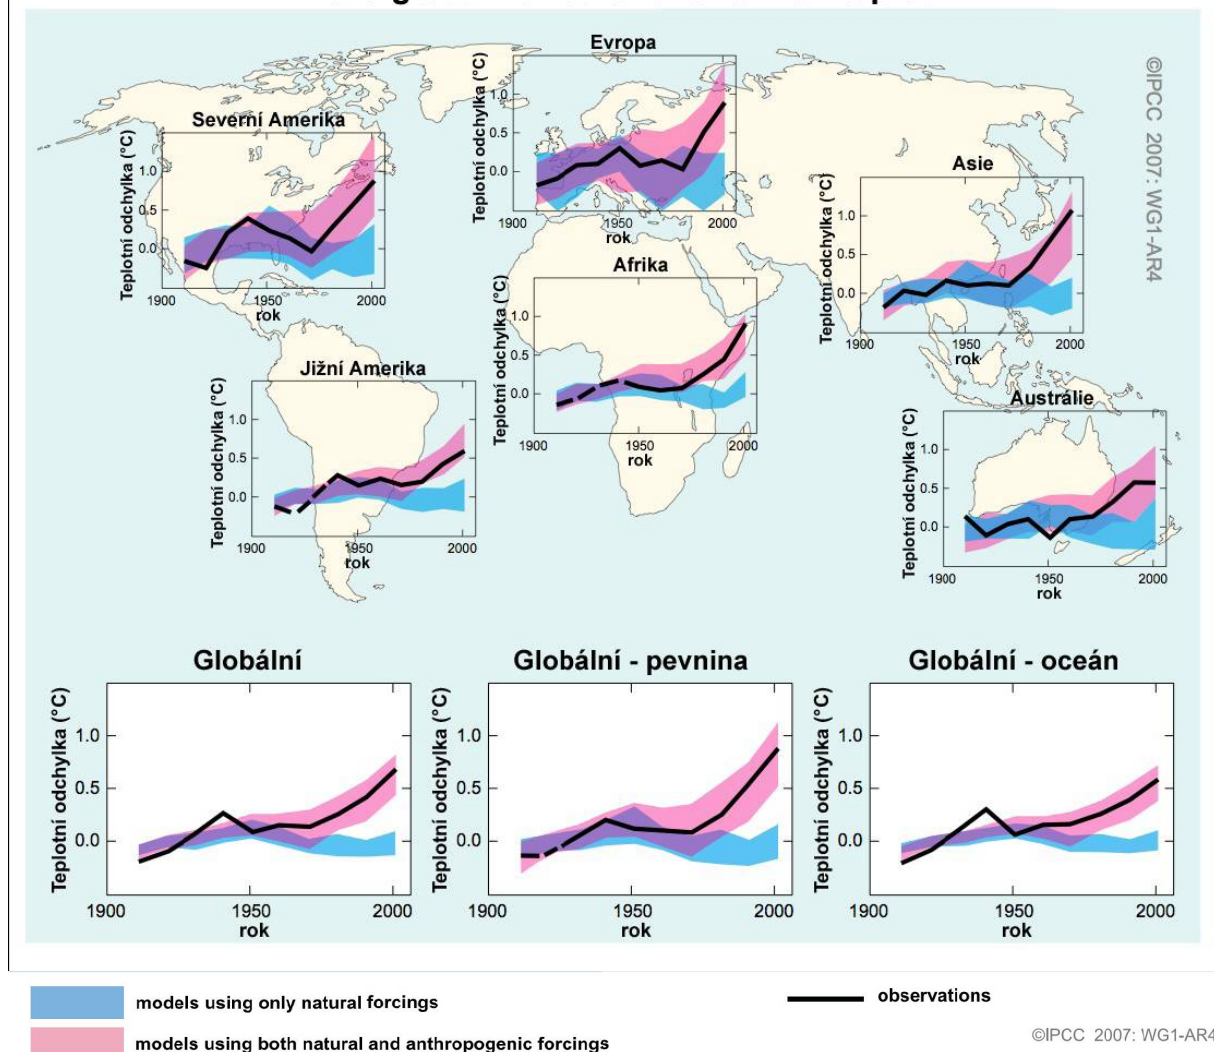 Evropa
Teplotní odchylka (°C)
1.0
0.5
0.0
1900
1950
2000
rok
©IPCC 2007: WG1-AR4
Severní Amerika
Teplotní odchylka (°C)
1.0
0.5
0.0
1900
1950
2000
rok
Asie
Teplotní odchylka (°C)
1.0
0.5
0.0
1900
1950
2000
rok
Afrika
Teplotní odchylka (°C)
1.0
0.5
0.0
1900
1950
2000
rok
Jižní Amerika
Teplotní odchylka (°C)
1.0
0.5
0.0
1900
1950
2000
rok
Austrálie
Teplotní odchylka (°C)
1.0
0.5
0.0
1900
1950
2000
rok
Globální
Teplotní odchylka (°C)
1.0
0.5
0.0
1900
1950
2000
rok
Globální - pevnina
Teplotní odchylka (°C)
1.0
0.5
0.0
1900
1950
2000
rok
Globální - oceán
Teplotní odchylka (°C)
1.0
0.5
0.0
1900
1950
2000
rok
models using only natural forcings
observations
models using both natural and anthropogenic forcings
©IPCC 2007: WG1-AR4